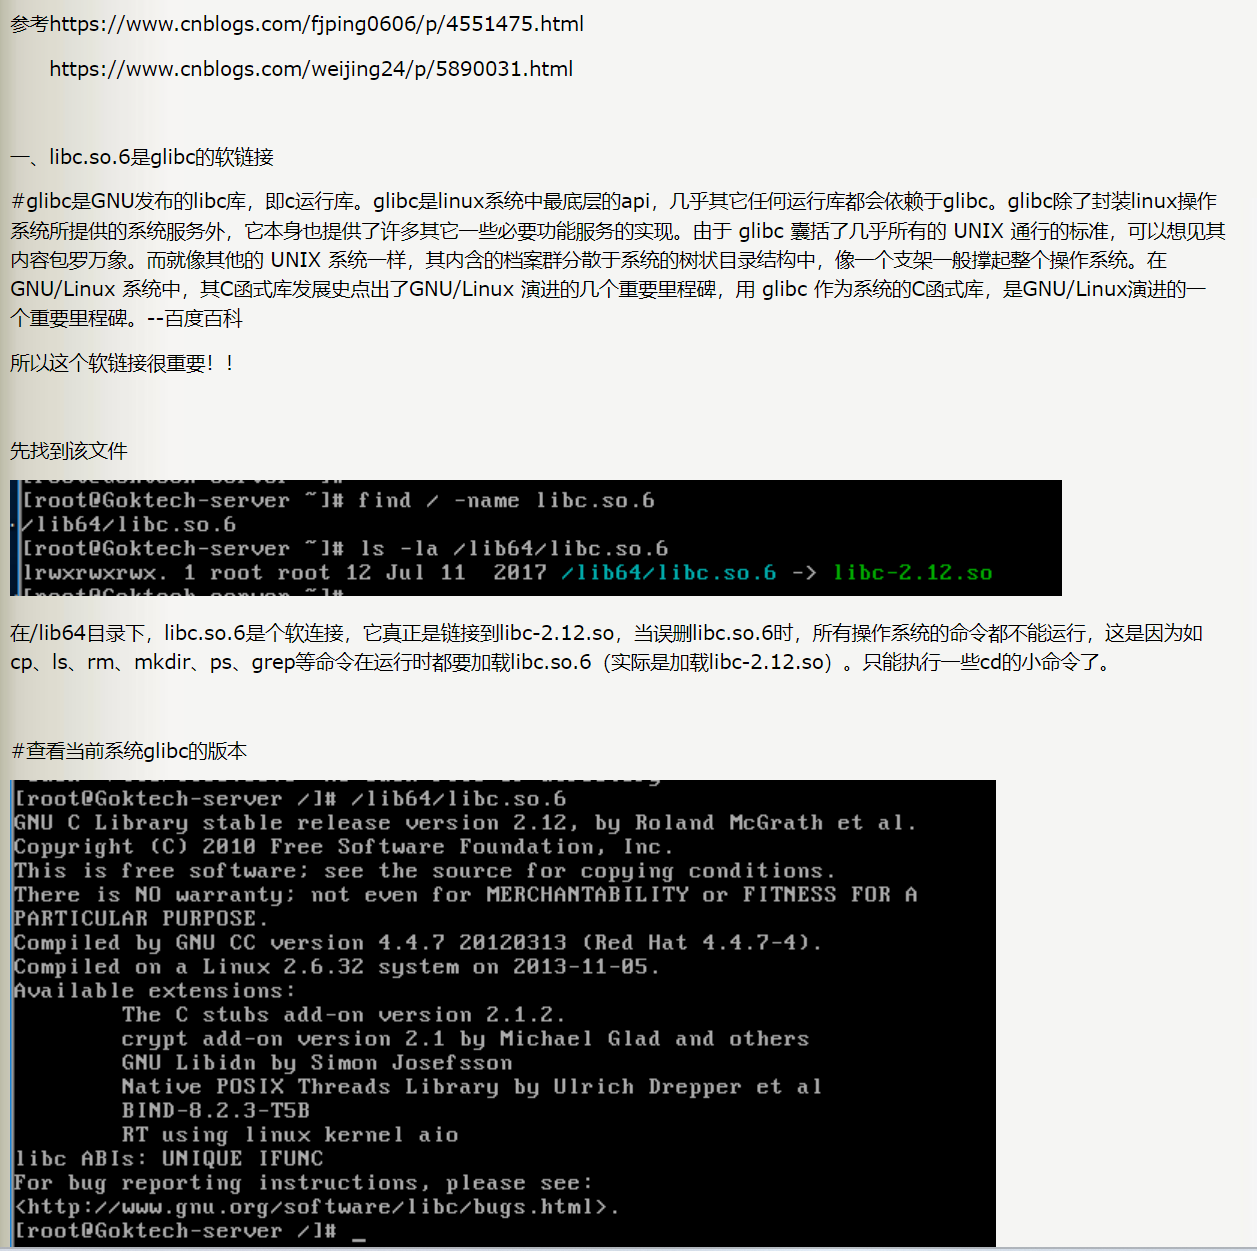 参考https://www.cnblogs.com/fjping0606/p/4551475.html
https://www.cnblogs.com/weijing24/p/5890031.html
一、libc.so.6是glibc的软链接
#glibc是GNU发布的libc库，即c运行库。glibc是linux系统中最底层的api，几乎其它任何运行库都会依赖于glibc。glibc除了封装linux操作
系统所提供的系统服务外，它本身也提供了许多其它一些必要功能服务的实现。由于 glibc 囊括了几乎所有的 UNIX 通行的标准，可以想见其
内容包罗万象。而就像其他的 UNIX 系统一样，其内含的档案群分散于系统的树状目录结构中，像一个支架一般撑起整个操作系统。在
GNU/Linux 系统中，其C函式库发展史点出了GNU/Linux 演进的几个重要里程碑，用 glibc 作为系统的C函式库，是GNU/Linux演进的一
个重要里程碑。--百度百科
所以这个软链接很重要！！
先找到该文件
[root@Goktech-server ~]# find / -name libc.so.6
/lib64/libc.so.6
[root@Goktech-server ~]# ls -la /lib64/libc.so.6
lrwxrwxrwx. 1 root root 12 Jul 11  2017 /lib64/libc.so.6 -> libc-2.12.so
在/lib64目录下，libc.so.6是个软连接，它真正是链接到libc-2.12.so，当误删libc.so.6时，所有操作系统的命令都不能运行，这是因为如
cp、ls、rm、mkdir、ps、grep等命令在运行时都要加载libc.so.6（实际是加载libc-2.12.so）。只能执行一些cd的小命令了。
#查看当前系统glibc的版本
[root@Goktech-server /]# /lib64/libc.so.6
GNU C Library stable release version 2.12, by Roland McGrath et al.
Copyright (C) 2010 Free Software Foundation, Inc.
This is free software; see the source for copying conditions.
There is NO warranty; not even for MERCHANTABILITY or FITNESS FOR A
PARTICULAR PURPOSE.
Compiled by GNU CC version 4.4.7 20120313 (Red Hat 4.4.7-4).
Compiled on a Linux 2.6.32 system on 2013-11-05.
Available extensions:
The C stubs add-on version 2.1.2.
crypt add-on version 2.1 by Michael Glad and others
GNU Libidn by Simon Josefsson
Native POSIX Threads Library by Ulrich Drepper et al
BIND-8.2.3-T5B
RT using linux kernel aio
libc ABIs: UNIQUE IFUNC
For bug reporting instructions, please see:
<http://www.gnu.org/software/libc/bugs.html>.
[root@Goktech-server /]# _